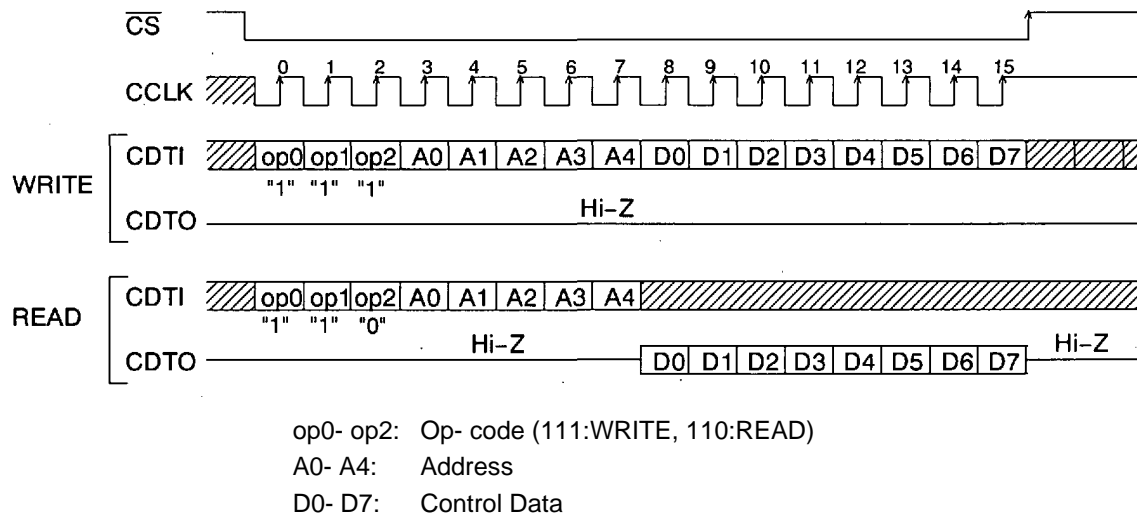 CS
0 1 2 3 4 5 6 7 8 9 10 11 12 13 14 15
CCLK
CDTI op0 op1 op2 A0 A1 A2 A3 A4 D0 D1 D2 D3 D4 D5 D6 D7
"1" "1" "1"
WRITE
Hi-Z
CDTO
CDTI op0 op1 op2 A0 A1 A2 A3 A4
"1" "1" "0"
READ
Hi-Z Hi-Z
CDTO D0 D1 D2 D3 D4 D5 D6 D7
op0- op2: Op- code (111:WRITE, 110:READ)
A0- A4: Address
D0- D7: Control Data